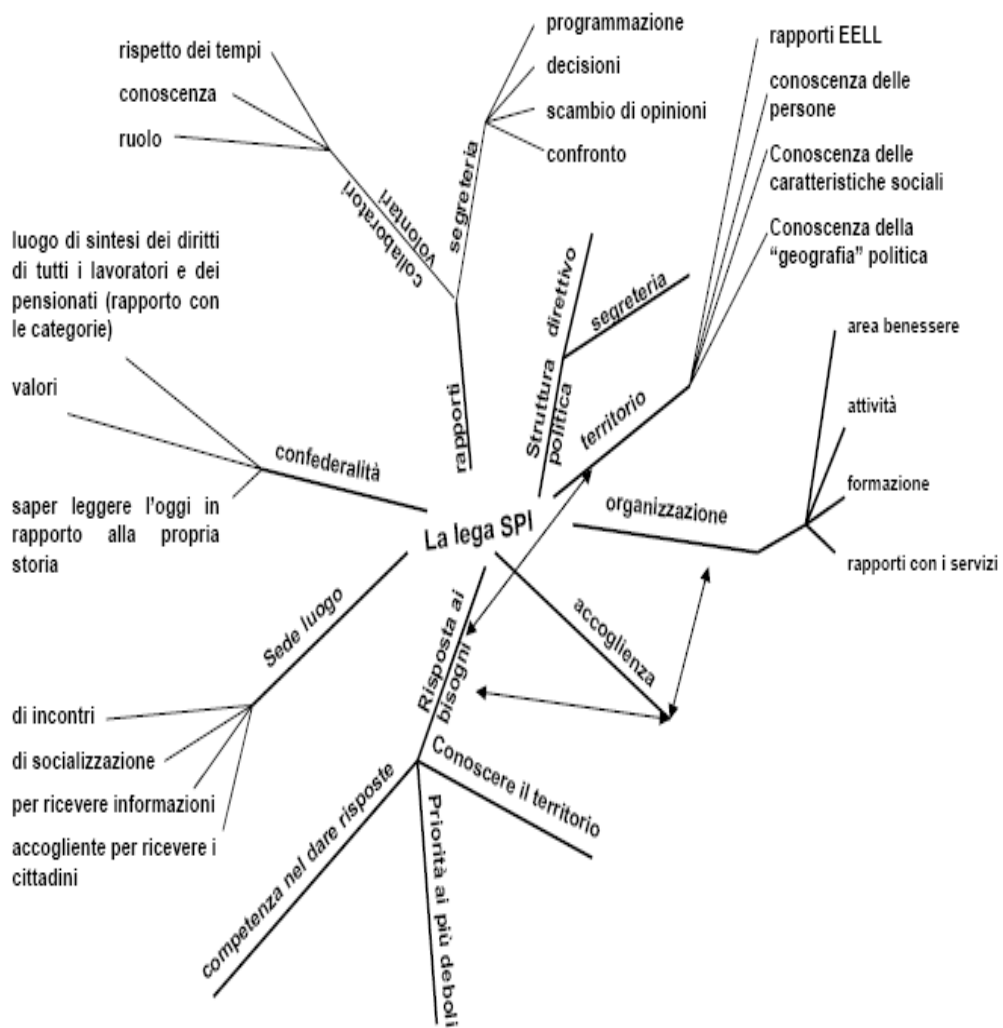 rispetto dei tempi
conoscenza
ruolo
collaboratori
volontari
segreteria
programmazione
decisioni
scambio di opinioni
confronto
rapporti
Struttura direttivo
politica
segreteria
territorio
rapporti EELL
conoscenza delle
persone
Conoscenza delle
caratteristiche sociali
Conoscenza della
“geografia” politica
luogo di sintesi dei diritti
di tutti i lavoratori e dei
pensionati (rapporto con
le categorie)
valori
saper leggere l’oggi in
rapporto alla propria
storia
confederalità
La lega SPI
organizzazione
area benessere
attività
formazione
rapporti con i servizi
accoglienza
Sede luogo
di incontri
di socializzazione
per ricevere informazioni
accogliente per ricevere i
cittadini
Risposta ai
bisogni
competenza nel dare risposte
Priorità ai più deboli
Conoscere il territorio